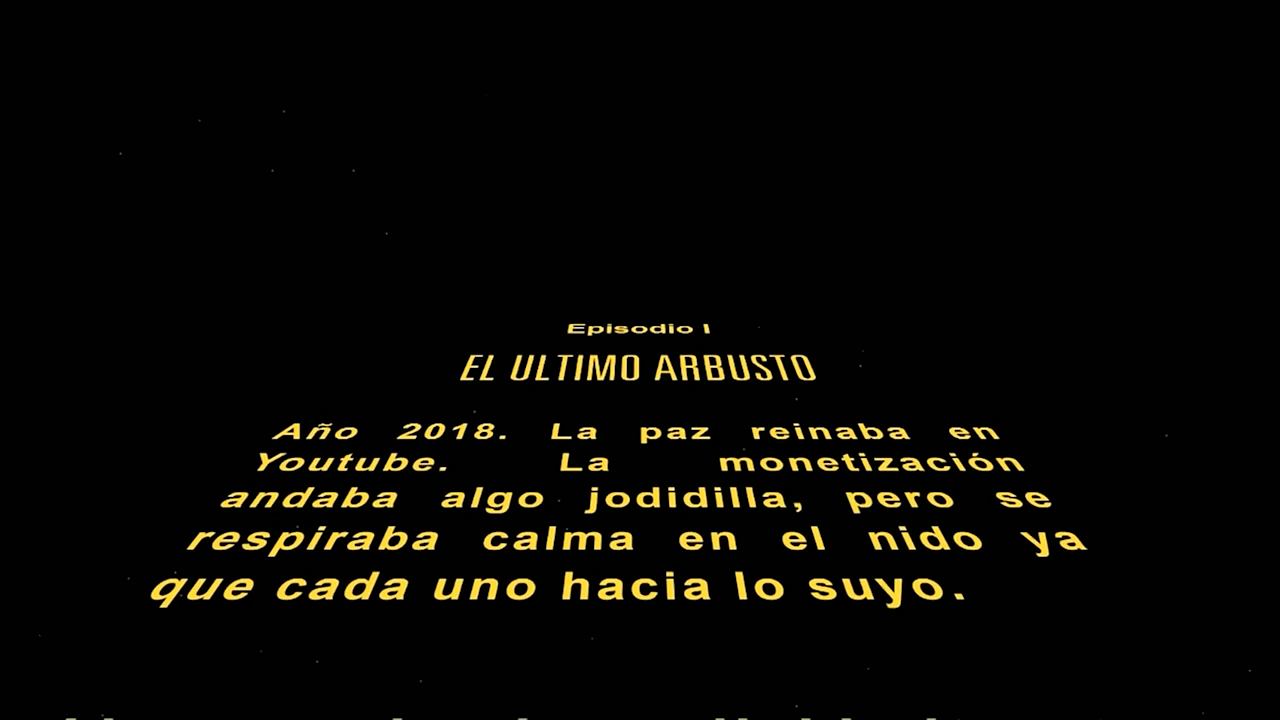 Episodio I
EL ULTIMO ARBUSTO
Año 2018. La paz reinaba en
Youtube. La monetización
andaba algo jodidilla, pero se
respiraba calma en el nido ya
que cada uno hacia lo suyo.